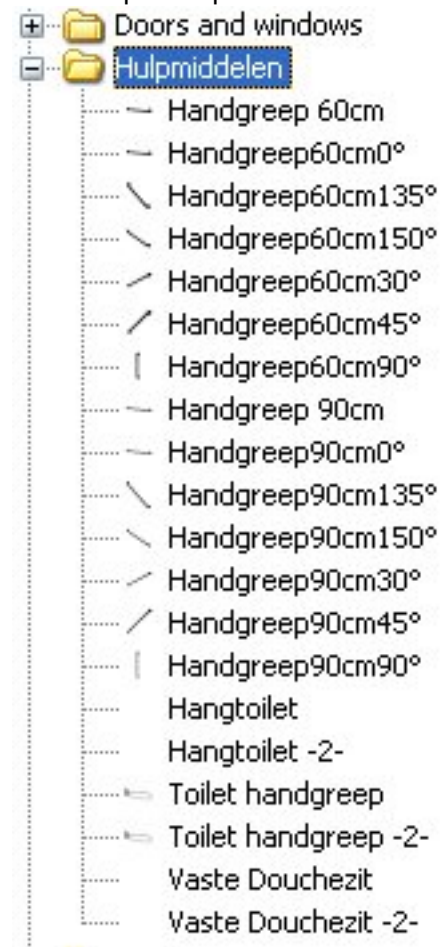 Doors and windows
Hulpmiddelen
Handgreep 60cm
Handgreep60cm0°
Handgreep60cm135°
Handgreep60cm150°
Handgreep60cm30°
Handgreep60cm45°
Handgreep60cm90°
Handgreep 90cm
Handgreep90cm0°
Handgreep90cm135°
Handgreep90cm150°
Handgreep90cm30°
Handgreep90cm45°
Handgreep90cm90°
Hangtoilet
Hangtoilet -2-
Toilet handgreep
Toilet handgreep -2-
Vaste Douchezit
Vaste Douchezit -2-